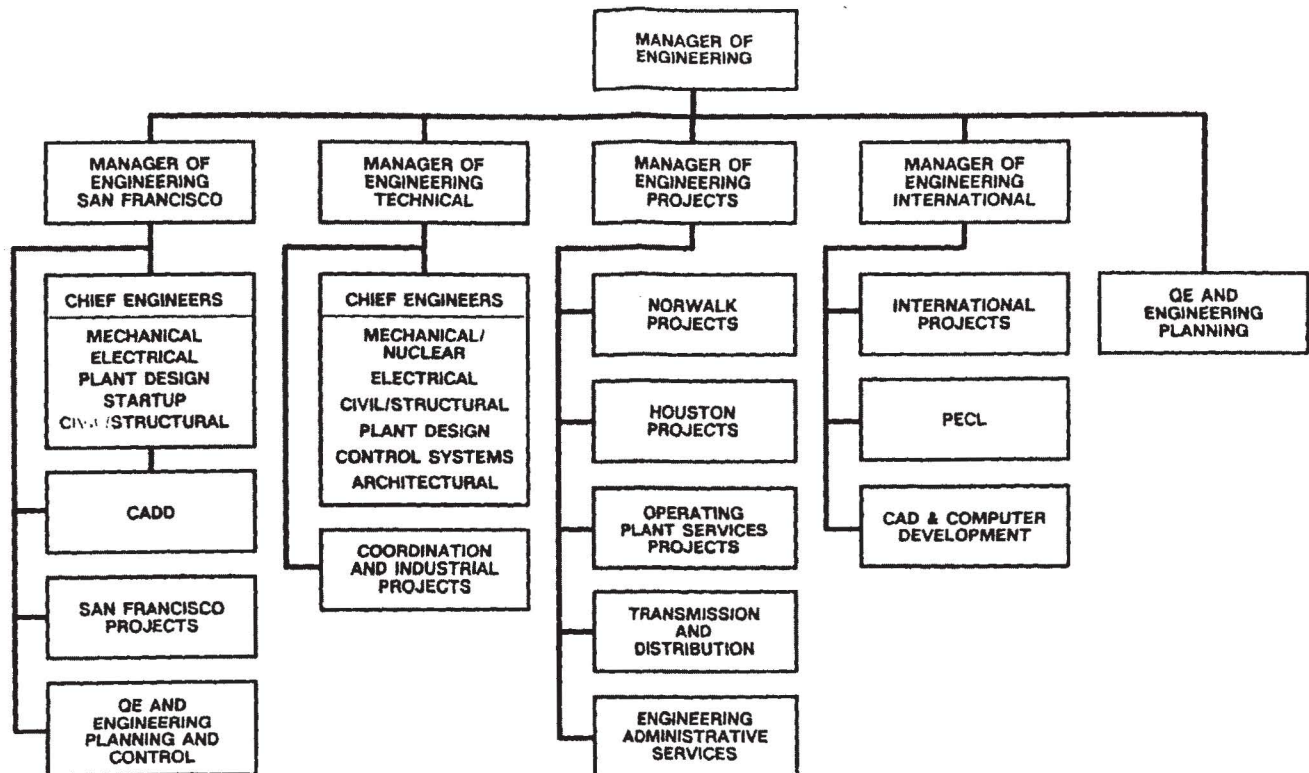 MANAGER OF
ENGINEERING
MANAGER OF
ENGINEERING
SAN FRANCISCO
MANAGER OF
ENGINEERING
TECHNICAL
MANAGER OF
ENGINEERING
PROJECTS
MANAGER OF
ENGINEERING
INTERNATIONAL
QE AND
ENGINEERING
PLANNING
CHIEF ENGINEERS
MECHANICAL
ELECTRICAL
PLANT DESIGN
STARTUP
CIVIL/STRUCTURAL
CADD
SAN FRANCISCO
PROJECTS
QE AND
ENGINEERING
PLANNING AND
CONTROL
CHIEF ENGINEERS
MECHANICAL/
NUCLEAR
ELECTRICAL
CIVIL/STRUCTURAL
PLANT DESIGN
CONTROL SYSTEMS
ARCHITECTURAL
COORDINATION
AND INDUSTRIAL
PROJECTS
NORWALK
PROJECTS
HOUSTON
PROJECTS
OPERATING
PLANT SERVICES
PROJECTS
TRANSMISSION
AND
DISTRIBUTION
ENGINEERING
ADMINISTRATIVE
SERVICES
INTERNATIONAL
PROJECTS
PECL
CAD & COMPUTER
DEVELOPMENT